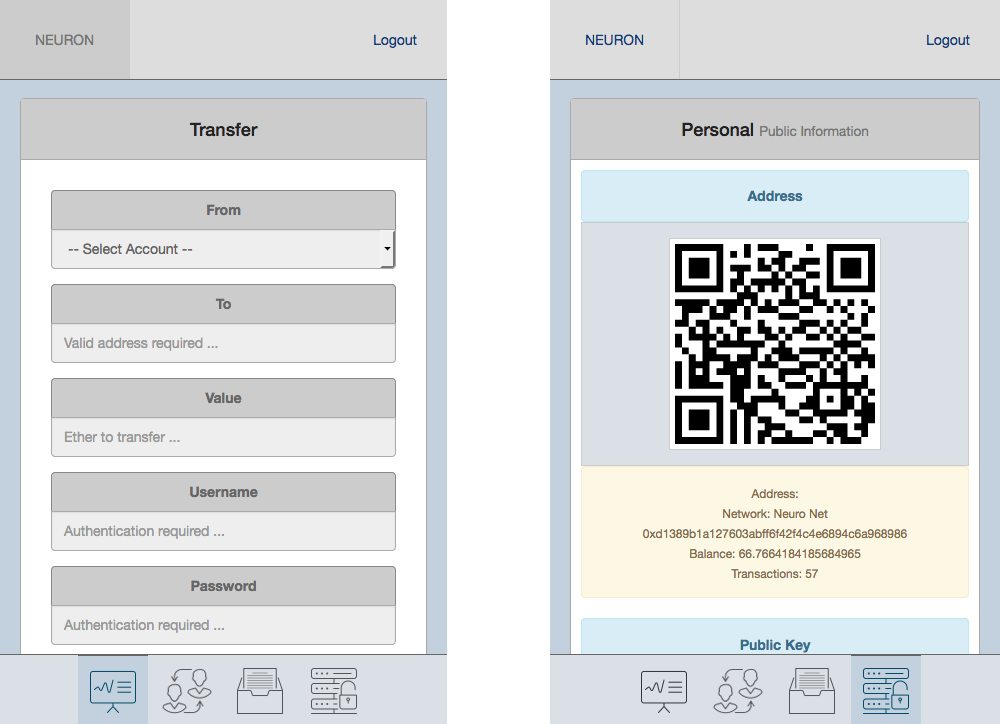 NEURON
Logout
Transfer
From
-- Select Account --
To
Valid address required ...
Value
Ether to transfer ...
Username
Authentication required ...
Password
Authentication required ...
NEURON
Logout
Personal Public Information
Address
Address:
Network: Neuro Net
0xd1389b1a127603abff6f42f4c4e6894c6a968986
Balance: 66.7664184185684965
Transactions: 57
Public Key